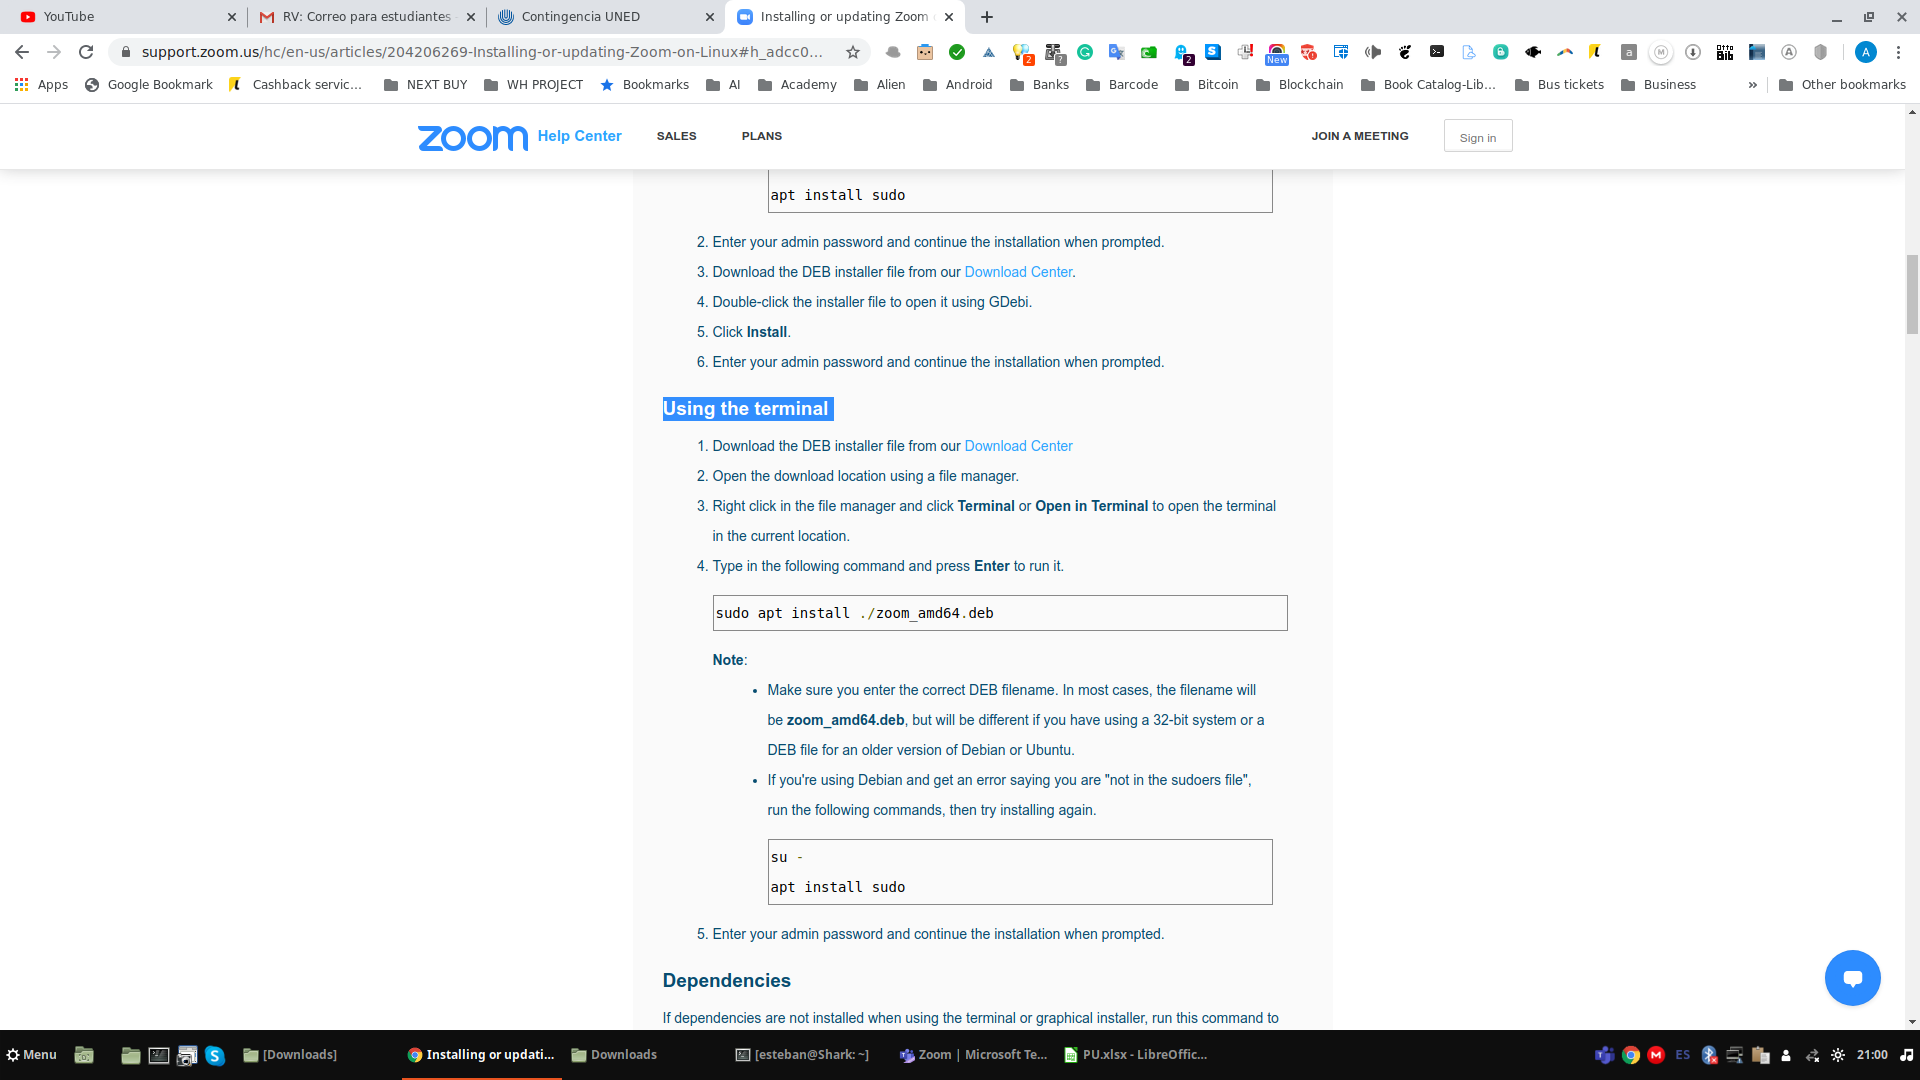 YouTube
RV: Correo para estudiantes
Contingencia UNED
Installing or updating Zoom
support.zoom.us/hc/en-us/articles/204206269-Installing-or-updating-Zoom-on-Linux#h_adcc0...
2
?
2
New
A
Apps
Google Bookmark
Cashback servic...
NEXT BUY
WH PROJECT
Bookmarks
AI
Academy
Alien
Android
Banks
Barcode
Bitcoin
Blockchain
Book Catalog-Lib...
Bus tickets
Business
»
Other bookmarks
zoom Help Center
SALES
PLANS
JOIN A MEETING
Sign in
apt install sudo
2. Enter your admin password and continue the installation when prompted.
3. Download the DEB installer file from our Download Center.
4. Double-click the installer file to open it using GDebi.
5. Click Install.
6. Enter your admin password and continue the installation when prompted.
Using the terminal
1. Download the DEB installer file from our Download Center
2. Open the download location using a file manager.
3. Right click in the file manager and click Terminal or Open in Terminal to open the terminal
in the current location.
4. Type in the following command and press Enter to run it.
sudo apt install ./zoom_amd64.deb
Note:
• Make sure you enter the correct DEB filename. In most cases, the filename will
be zoom_amd64.deb, but will be different if you have using a 32-bit system or a
DEB file for an older version of Debian or Ubuntu.
• If you're using Debian and get an error saying you are "not in the sudoers file",
run the following commands, then try installing again.
su -
apt install sudo
5. Enter your admin password and continue the installation when prompted.
Dependencies
If dependencies are not installed when using the terminal or graphical installer, run this command to
Menu
[Downloads]
Installing or updati...
Downloads
[esteban@Shark: ~]
Zoom | Microsoft Te...
PU.xlsx - LibreOffic...
ES
21:00